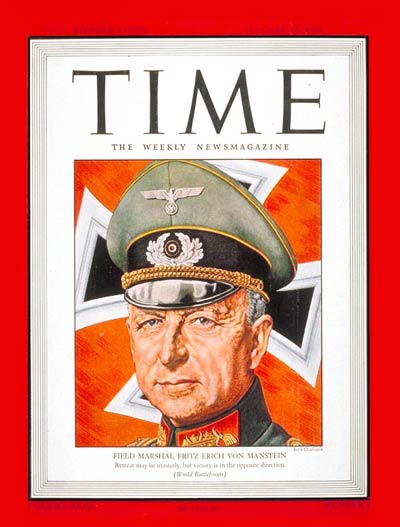 TIME
THE WEEKLY NEWSMAGAZINE
FIELD MARSHAL FRITZ ERICH VON MANSTEIN
Retreat may be masterly, but victory is in the opposite direction.
(World Battlefronts)